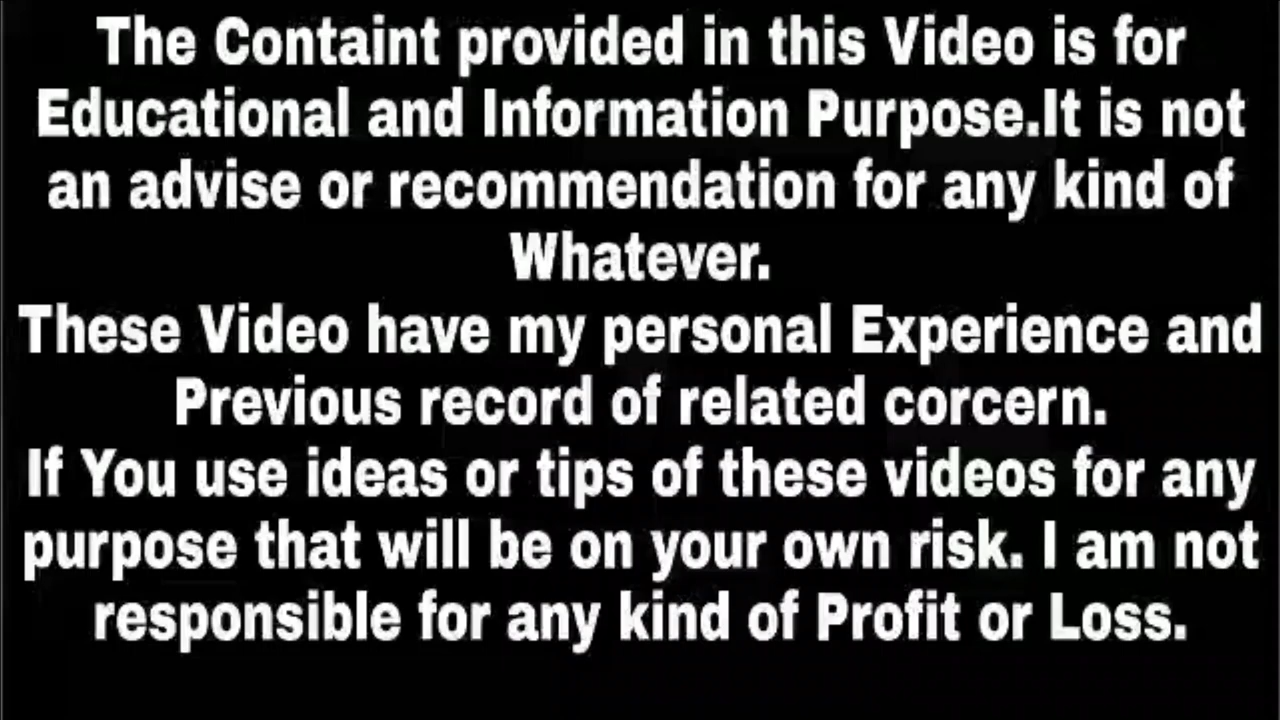 The Containt provided in this Video is for
Educational and Information Purpose.It is not
an advise or recommendation for any kind of
Whatever.
These Video have my personal Experience and
Previous record of related corcern.
If You use ideas or tips of these videos for any
purpose that will be on your own risk. I am not
responsible for any kind of Profit or Loss.